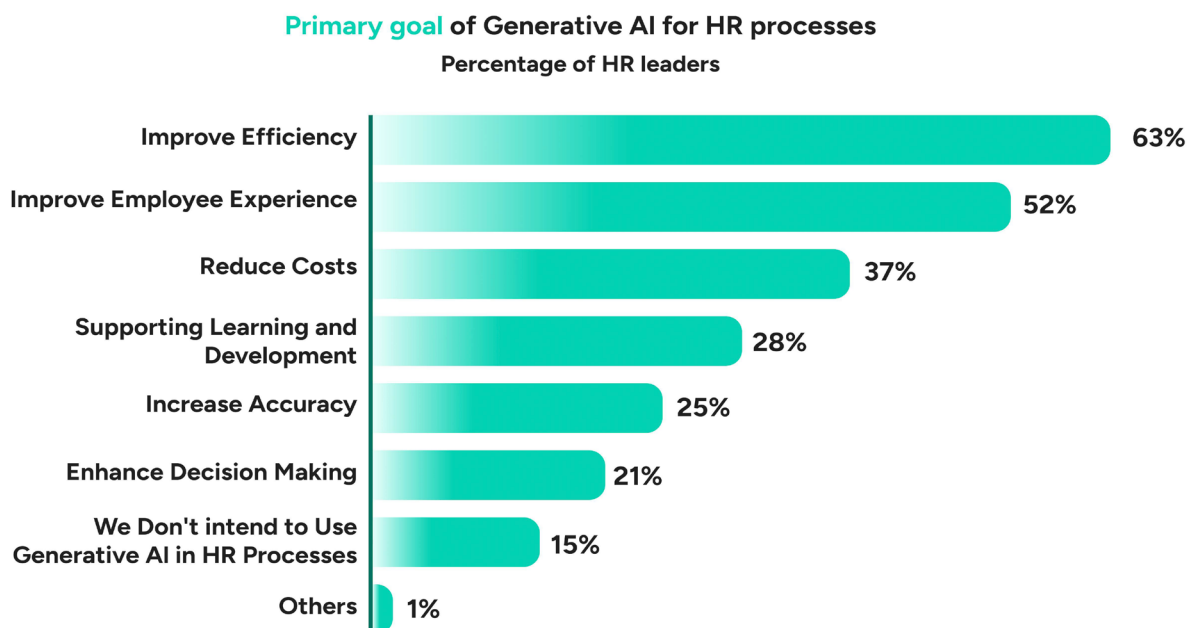 Primary goal of Generative AI for HR processes
Percentage of HR leaders
Improve Efficiency 63%
Improve Employee Experience 52%
Reduce Costs 37%
Supporting Learning and
Development 28%
Increase Accuracy 25%
Enhance Decision Making 21%
We Don't intend to Use
Generative AI in HR Processes 15%
Others 1%